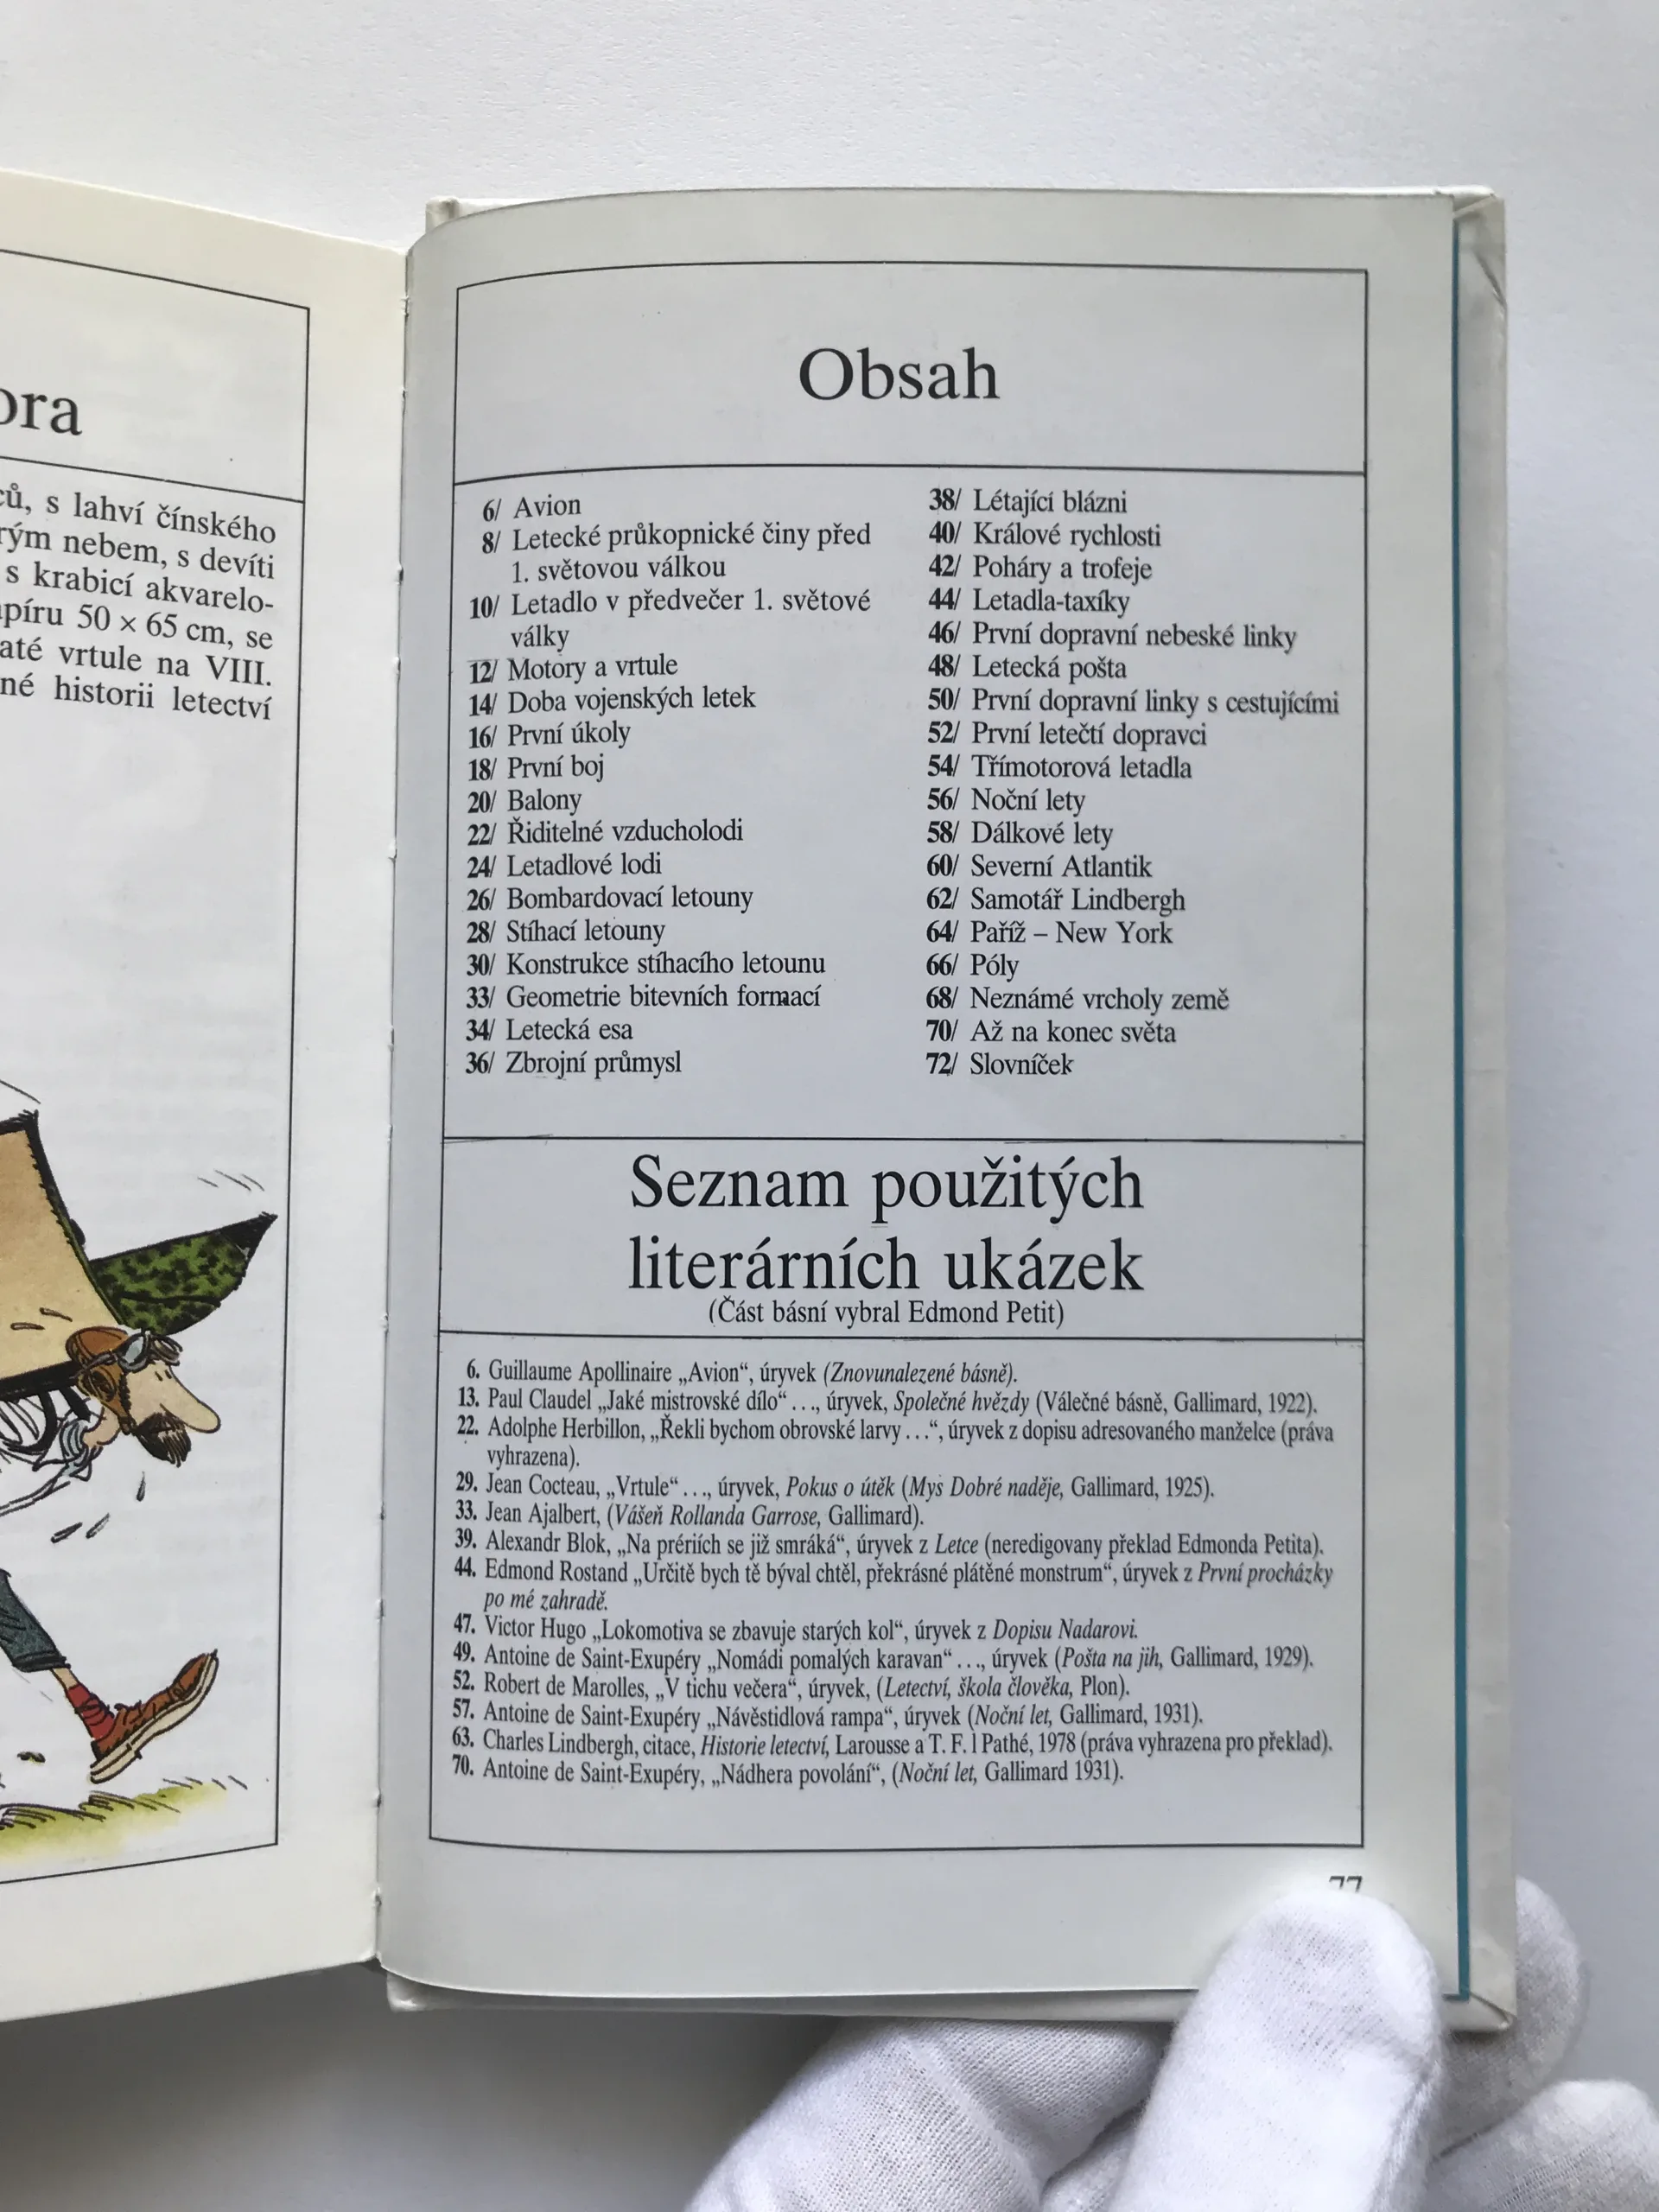 ora
ců, s lahví čínského
rým nebem, s devíti
s krabicí akvarelo-
apíru 50 × 65 cm, se
até vrtule na VIII.
né historii letectví
Obsah
6/ Avion
8/ Letecké průkopnické činy před
1. světovou válkou
10/ Letadlo v předvečer 1. světové
války
12/ Motory a vrtule
14/ Doba vojenských letek
16/ První úkoly
18/ První boj
20/ Balony
22/ Řiditelné vzducholodi
24/ Letadlové lodi
26/ Bombardovací letouny
28/ Stíhací letouny
30/ Konstrukce stíhacího letounu
33/ Geometrie bitevních formací
34/ Letecká esa
36/ Zbrojní průmysl
38/ Létající blázni
40/ Králové rychlosti
42/ Poháry a trofeje
44/ Letadla-taxíky
46/ První dopravní nebeské linky
48/ Letecká pošta
50/ První dopravní linky s cestujícími
52/ První letečtí dopravci
54/ Třímotorová letadla
56/ Noční lety
58/ Dálkové lety
60/ Severní Atlantik
62/ Samotář Lindbergh
64/ Paříž – New York
66/ Póly
68/ Neznámé vrcholy země
70/ Až na konec světa
72/ Slovníček
Seznam použitých
literárních ukázek
(Část básní vybral Edmond Petit)
6. Guillaume Apollinaire „Avion“, úryvek (Znovunalezené básně).
13. Paul Claudel „Jaké mistrovské dílo“ . . ., úryvek, Společné hvězdy (Válečné básně, Gallimard, 1922).
22. Adolphe Herbillon, „Řekli bychom obrovské larvy . . .“, úryvek z dopisu adresovaného manželce (práva
vyhrazena).
29. Jean Cocteau, „Vrtule“ . . ., úryvek, Pokus o útěk (Mys Dobré naděje, Gallimard, 1925).
33. Jean Ajalbert, (Vášeň Rollanda Garrose, Gallimard).
39. Alexandr Blok, „Na prériích se již smráká“, úryvek z Letce (neredigovany překlad Edmonda Petita).
44. Edmond Rostand „Určitě bych tě býval chtěl, překrásné plátěné monstrum“, úryvek z První procházky
po mé zahradě.
47. Victor Hugo „Lokomotiva se zbavuje starých kol“, úryvek z Dopisu Nadarovi.
49. Antoine de Saint-Exupéry „Nomádi pomalých karavan“ . . ., úryvek (Pošta na jih, Gallimard, 1929).
52. Robert de Marolles, „V tichu večera“, úryvek, (Letectví, škola člověka, Plon).
57. Antoine de Saint-Exupéry „Návěstidlová rampa“, úryvek (Noční let, Gallimard, 1931).
63. Charles Lindbergh, citace, Historie letectví, Larousse a T. F. l Pathé, 1978 (práva vyhrazena pro překlad).
70. Antoine de Saint-Exupéry, „Nádhera povolání“, (Noční let, Gallimard 1931).
77